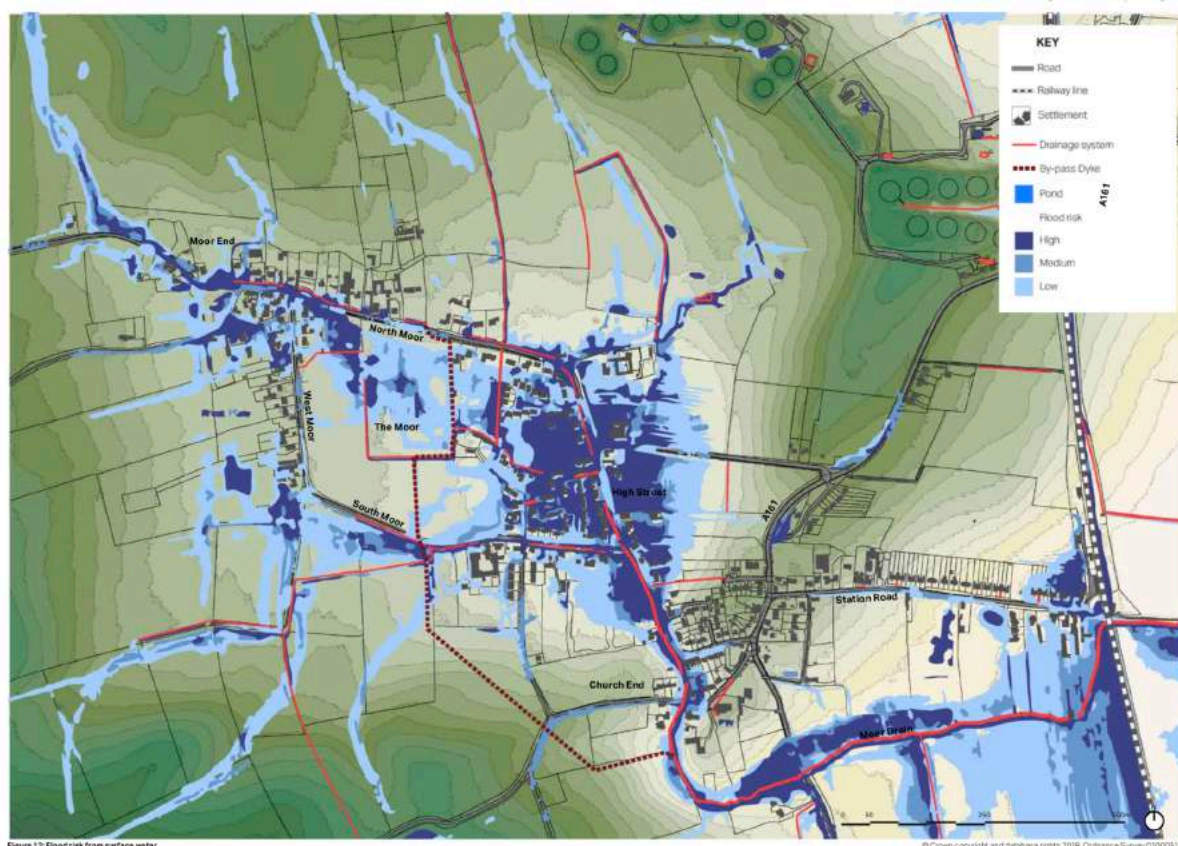 KEY
Road
Railway line
Settlement
Drainage system
By-pass Dyke
Pond
Flood risk
High
Medium
Low
A161
Moor End
North Moor
West Moor
The Moor
South Moor
High Street
A161
Station Road
Church End
Moor Drain
Figure 12: Flood risk from surface water
© Crown copyright and database rights 2019. Ordnance Survey